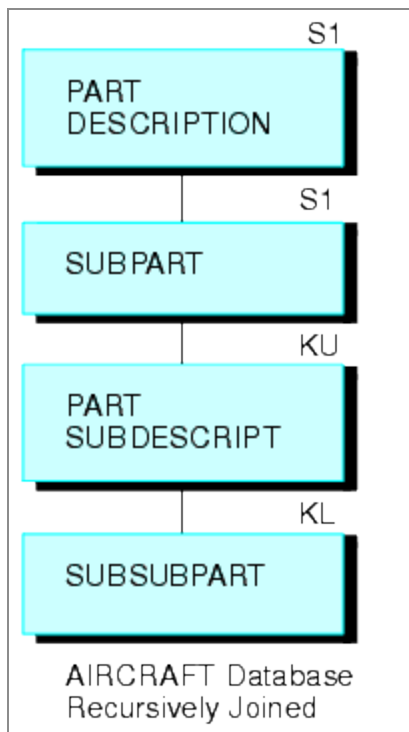 S1
PART
DESCRIPTION
S1
SUBPART
KU
PART
SUBDESCRIPT
KL
SUBSUBPART
AIRCRAFT Database
Recursively Joined